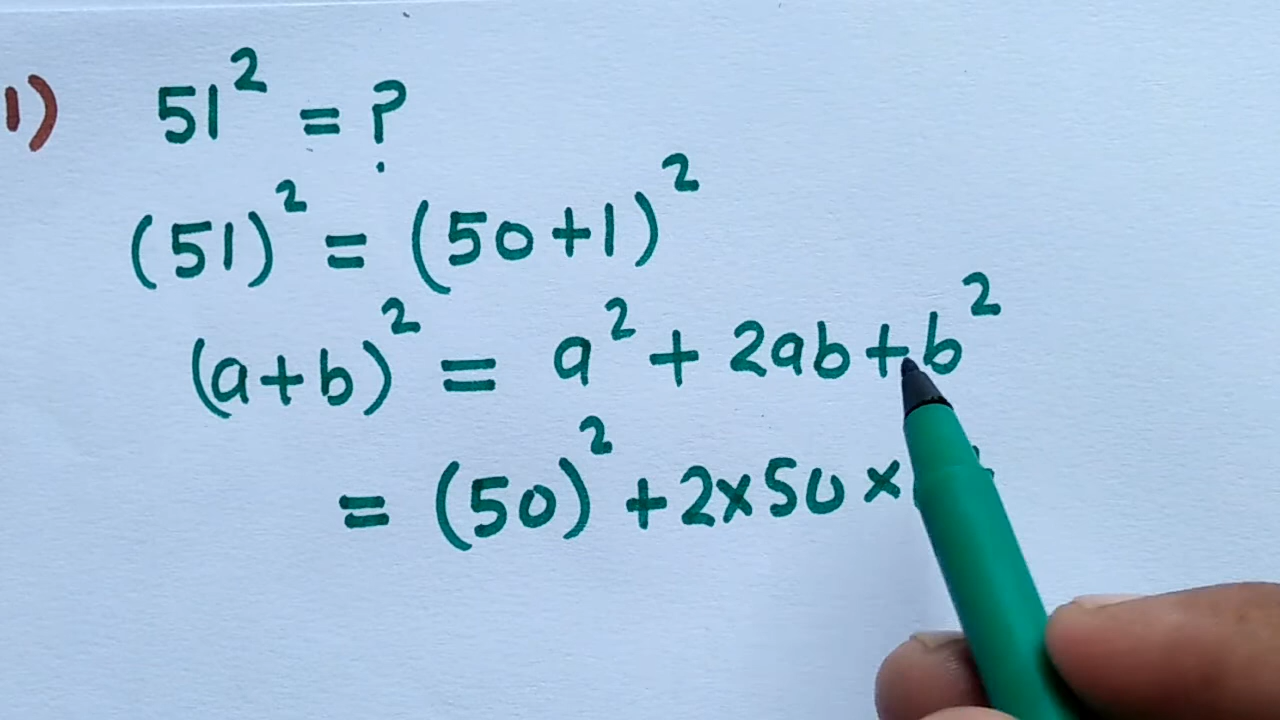 1) 51² = ?
(51)² = (50+1)²
(a+b)² = a² + 2ab+b²
= (50)² + 2×50×